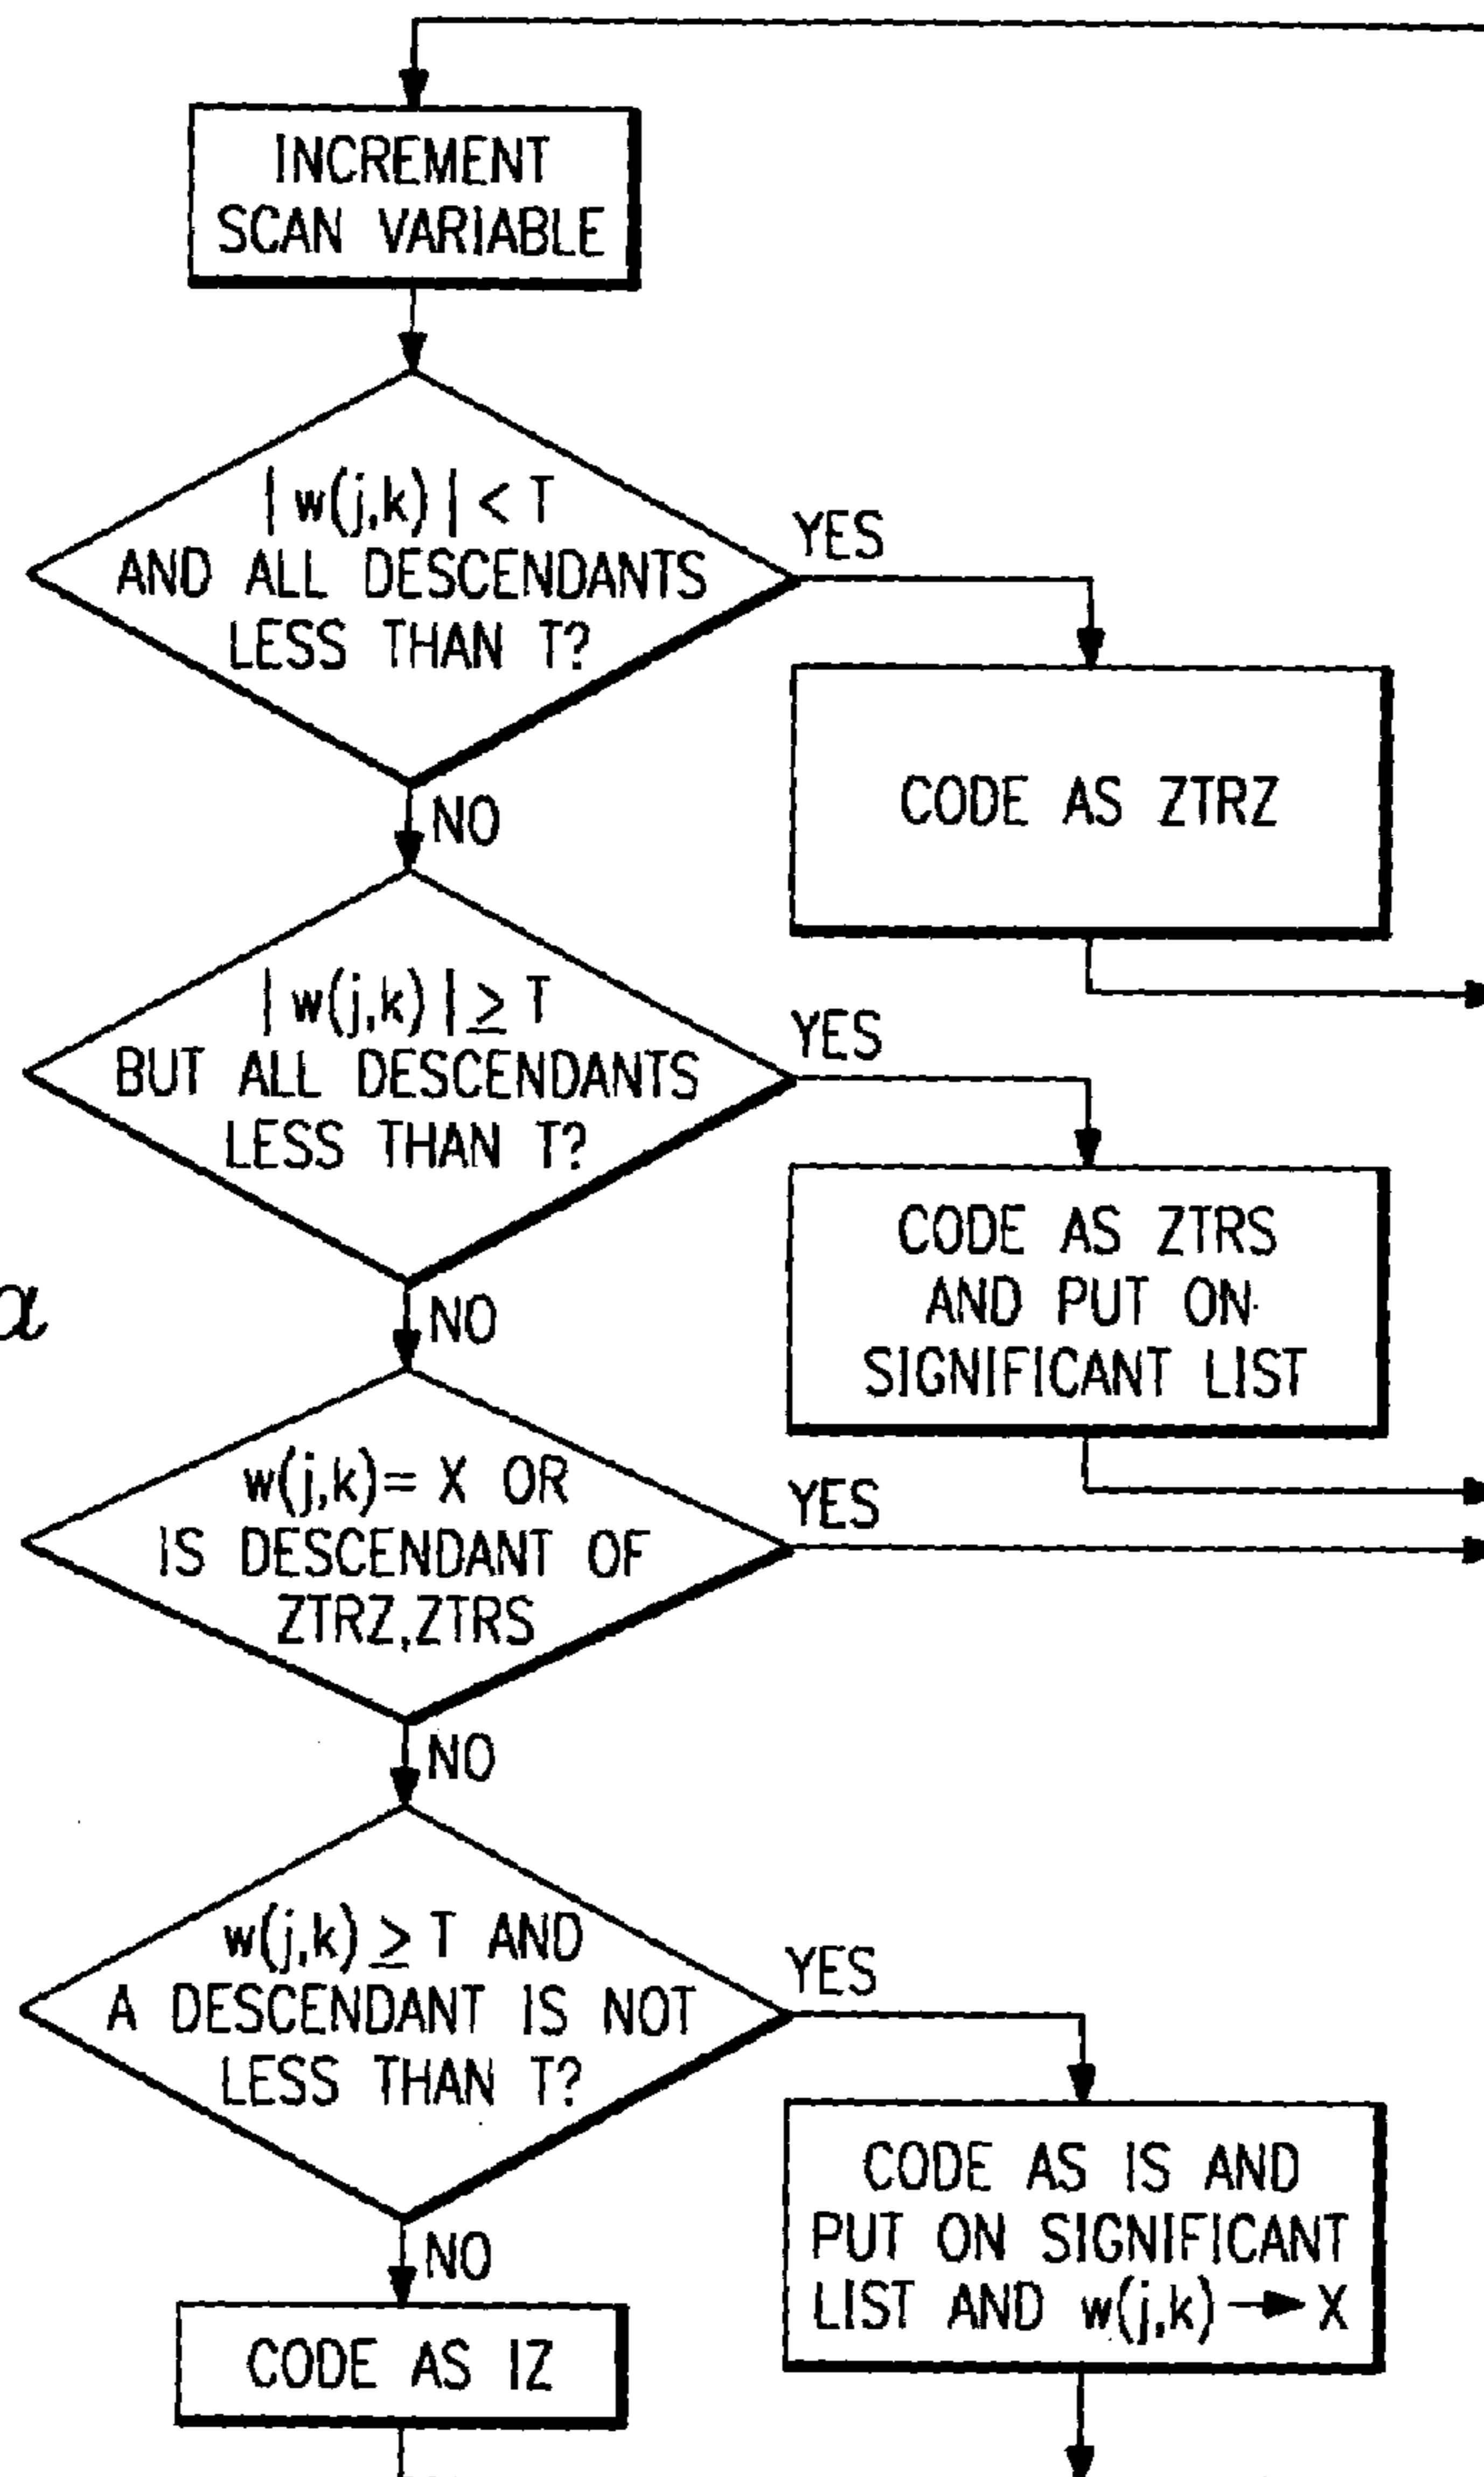 INCREMENT
SCAN VARIABLE
| w(j,k) | < T
AND ALL DESCENDANTS
LESS THAN T?
YES
CODE AS ZTRZ
NO
| w(j,k) | ≥ T
BUT ALL DESCENDANTS
LESS THAN T?
YES
CODE AS ZTRS
AND PUT ON
SIGNIFICANT LIST
NO
a
w(j,k)= X OR
IS DESCENDANT OF
ZTRZ,ZTRS
YES
NO
w(j,k) ≥ T AND
A DESCENDANT IS NOT
LESS THAN T?
YES
CODE AS IS AND
PUT ON SIGNIFICANT
LIST AND w(j,k) → X
NO
CODE AS IZ